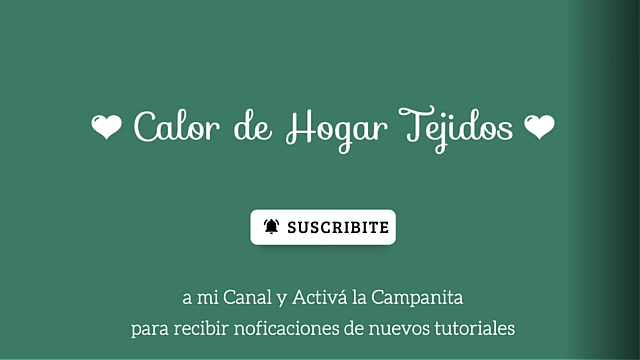 Calor de Hogar Tejidos
SUSCRIBITE
a mi Canal y Activá la Campanita
para recibir noficaciones de nuevos tutoriales